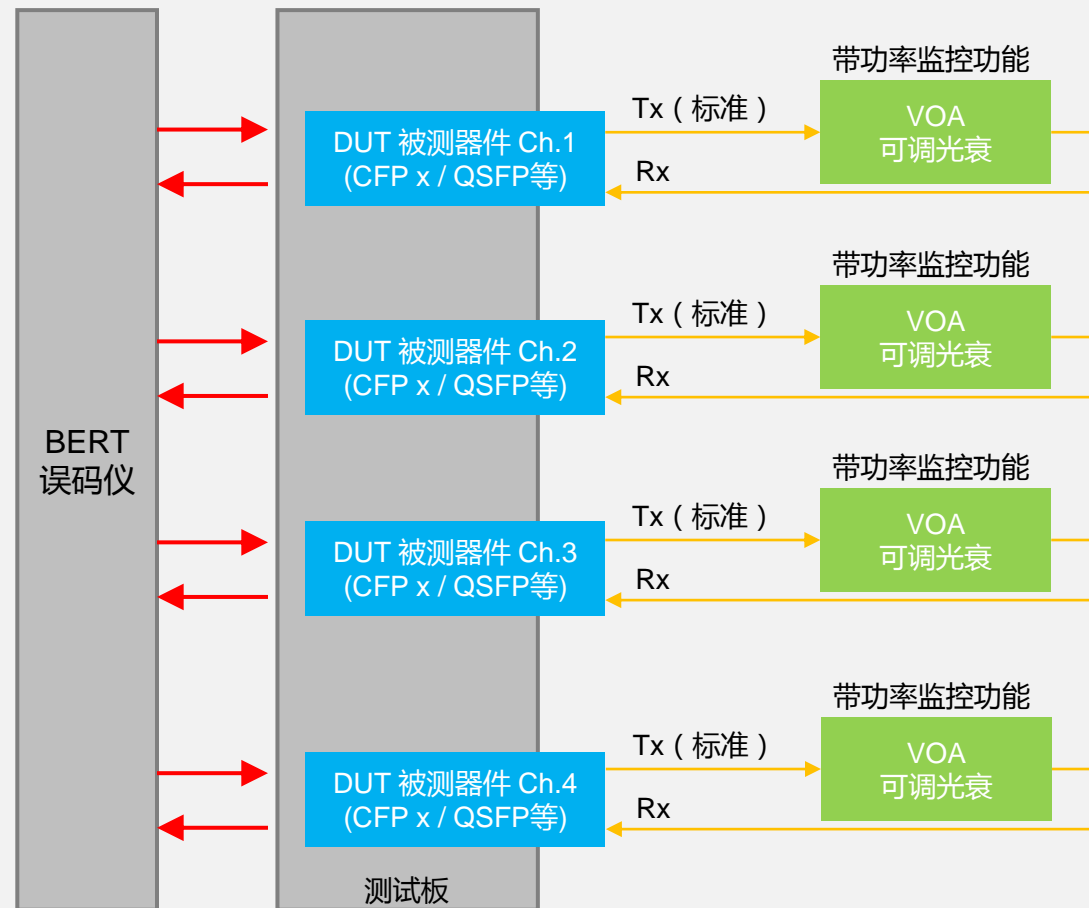 带功率监控功能
Tx（标准）
VOA
可调光衰
DUT 被测器件 Ch.1
(CFP x / QSFP等)
Rx
带功率监控功能
Tx（标准）
VOA
可调光衰
DUT 被测器件 Ch.2
(CFP x / QSFP等)
Rx
BERT
误码仪
带功率监控功能
Tx（标准）
VOA
可调光衰
DUT 被测器件 Ch.3
(CFP x / QSFP等)
Rx
带功率监控功能
Tx（标准）
VOA
可调光衰
DUT 被测器件 Ch.4
(CFP x / QSFP等)
Rx
测试板